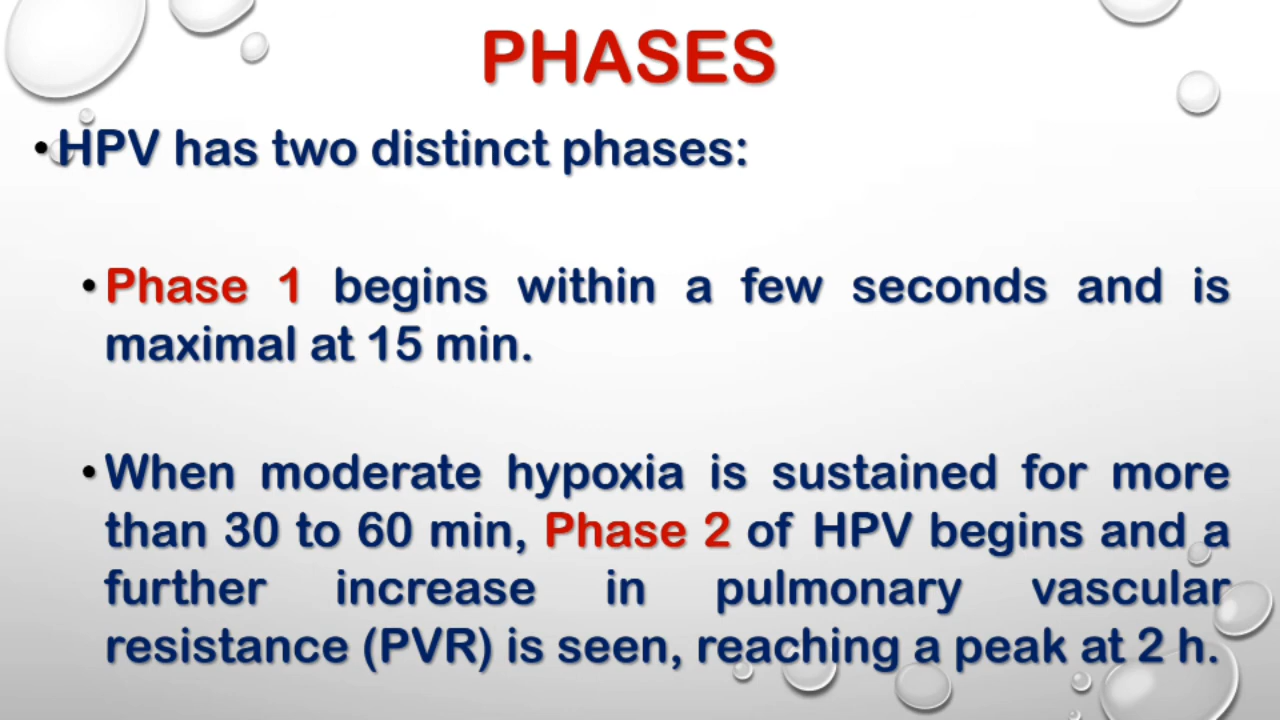 PHASES
• HPV has two distinct phases:
• Phase 1 begins within a few seconds and is
maximal at 15 min.
• When moderate hypoxia is sustained for more
than 30 to 60 min, Phase 2 of HPV begins and a
further increase in pulmonary vascular
resistance (PVR) is seen, reaching a peak at 2 h.